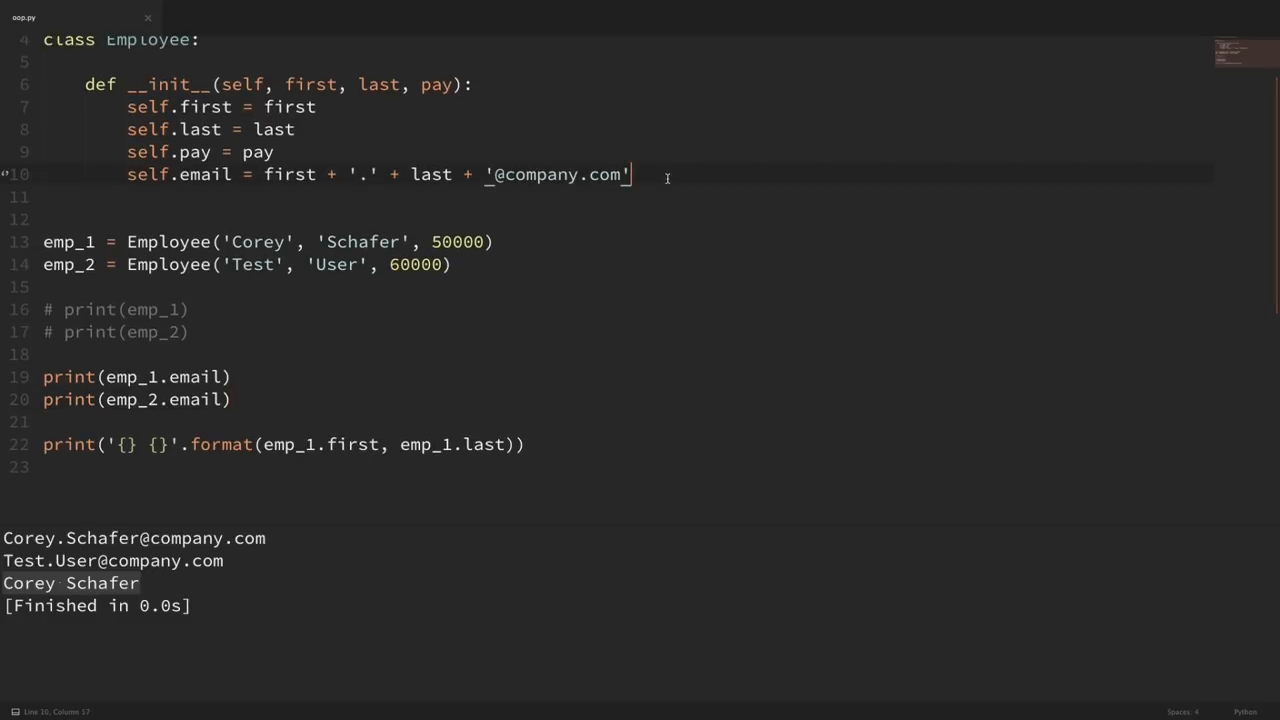 oop.py
4 class Employee:
5
6     def __init__(self, first, last, pay):
7         self.first = first
8         self.last = last
9         self.pay = pay
10         self.email = first + '.' + last + '@company.com'
11
12
13 emp_1 = Employee('Corey', 'Schafer', 50000)
14 emp_2 = Employee('Test', 'User', 60000)
15
16 # print(emp_1)
17 # print(emp_2)
18
19 print(emp_1.email)
20 print(emp_2.email)
21
22 print('{} {}'.format(emp_1.first, emp_1.last))
23
Corey.Schafer@company.com
Test.User@company.com
Corey Schafer
[Finished in 0.0s]
Line 10, Column 57
Spaces: 4
Python